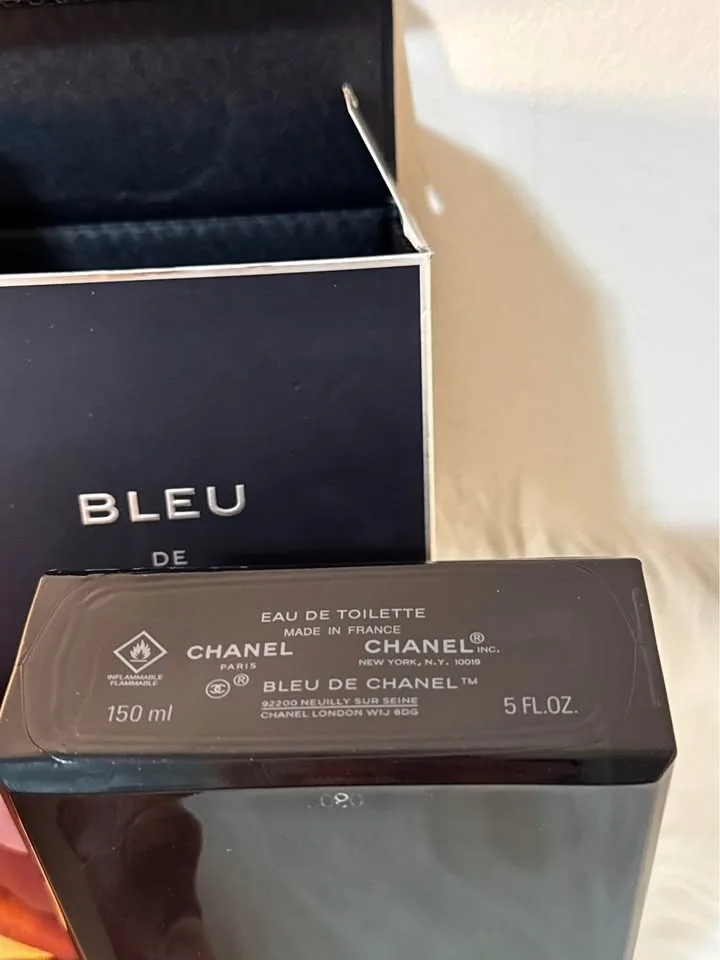 BLEU
DE
EAU DE TOILETTE
MADE IN FRANCE
CHANEL
PARIS
CHANEL® INC.
NEW YORK, N.Y. 10019
INFLAMMABLE
FLAMMABLE
® BLEU DE CHANEL™
92200 NEUILLY SUR SEINE
CHANEL LONDON W1J 6DG
150 ml
5 FL.OZ.